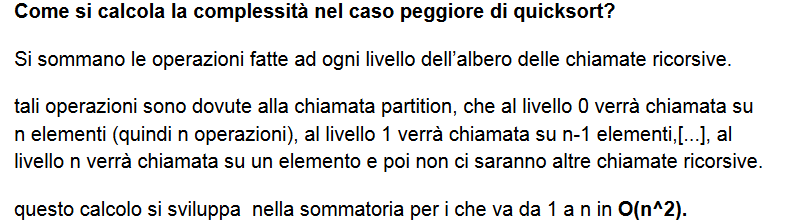 Come si calcola la complessità nel caso peggiore di quicksort?
Si sommano le operazioni fatte ad ogni livello dell'albero delle chiamate ricorsive.
tali operazioni sono dovute alla chiamata partition, che al livello 0 verrà chiamata su
n elementi (quindi n operazioni), al livello 1 verrà chiamata su n-1 elementi,[...], al
livello n verrà chiamata su un elemento e poi non ci saranno altre chiamate ricorsive.
questo calcolo si sviluppa  nella sommatoria per i che va da 1 a n in O(n^2).